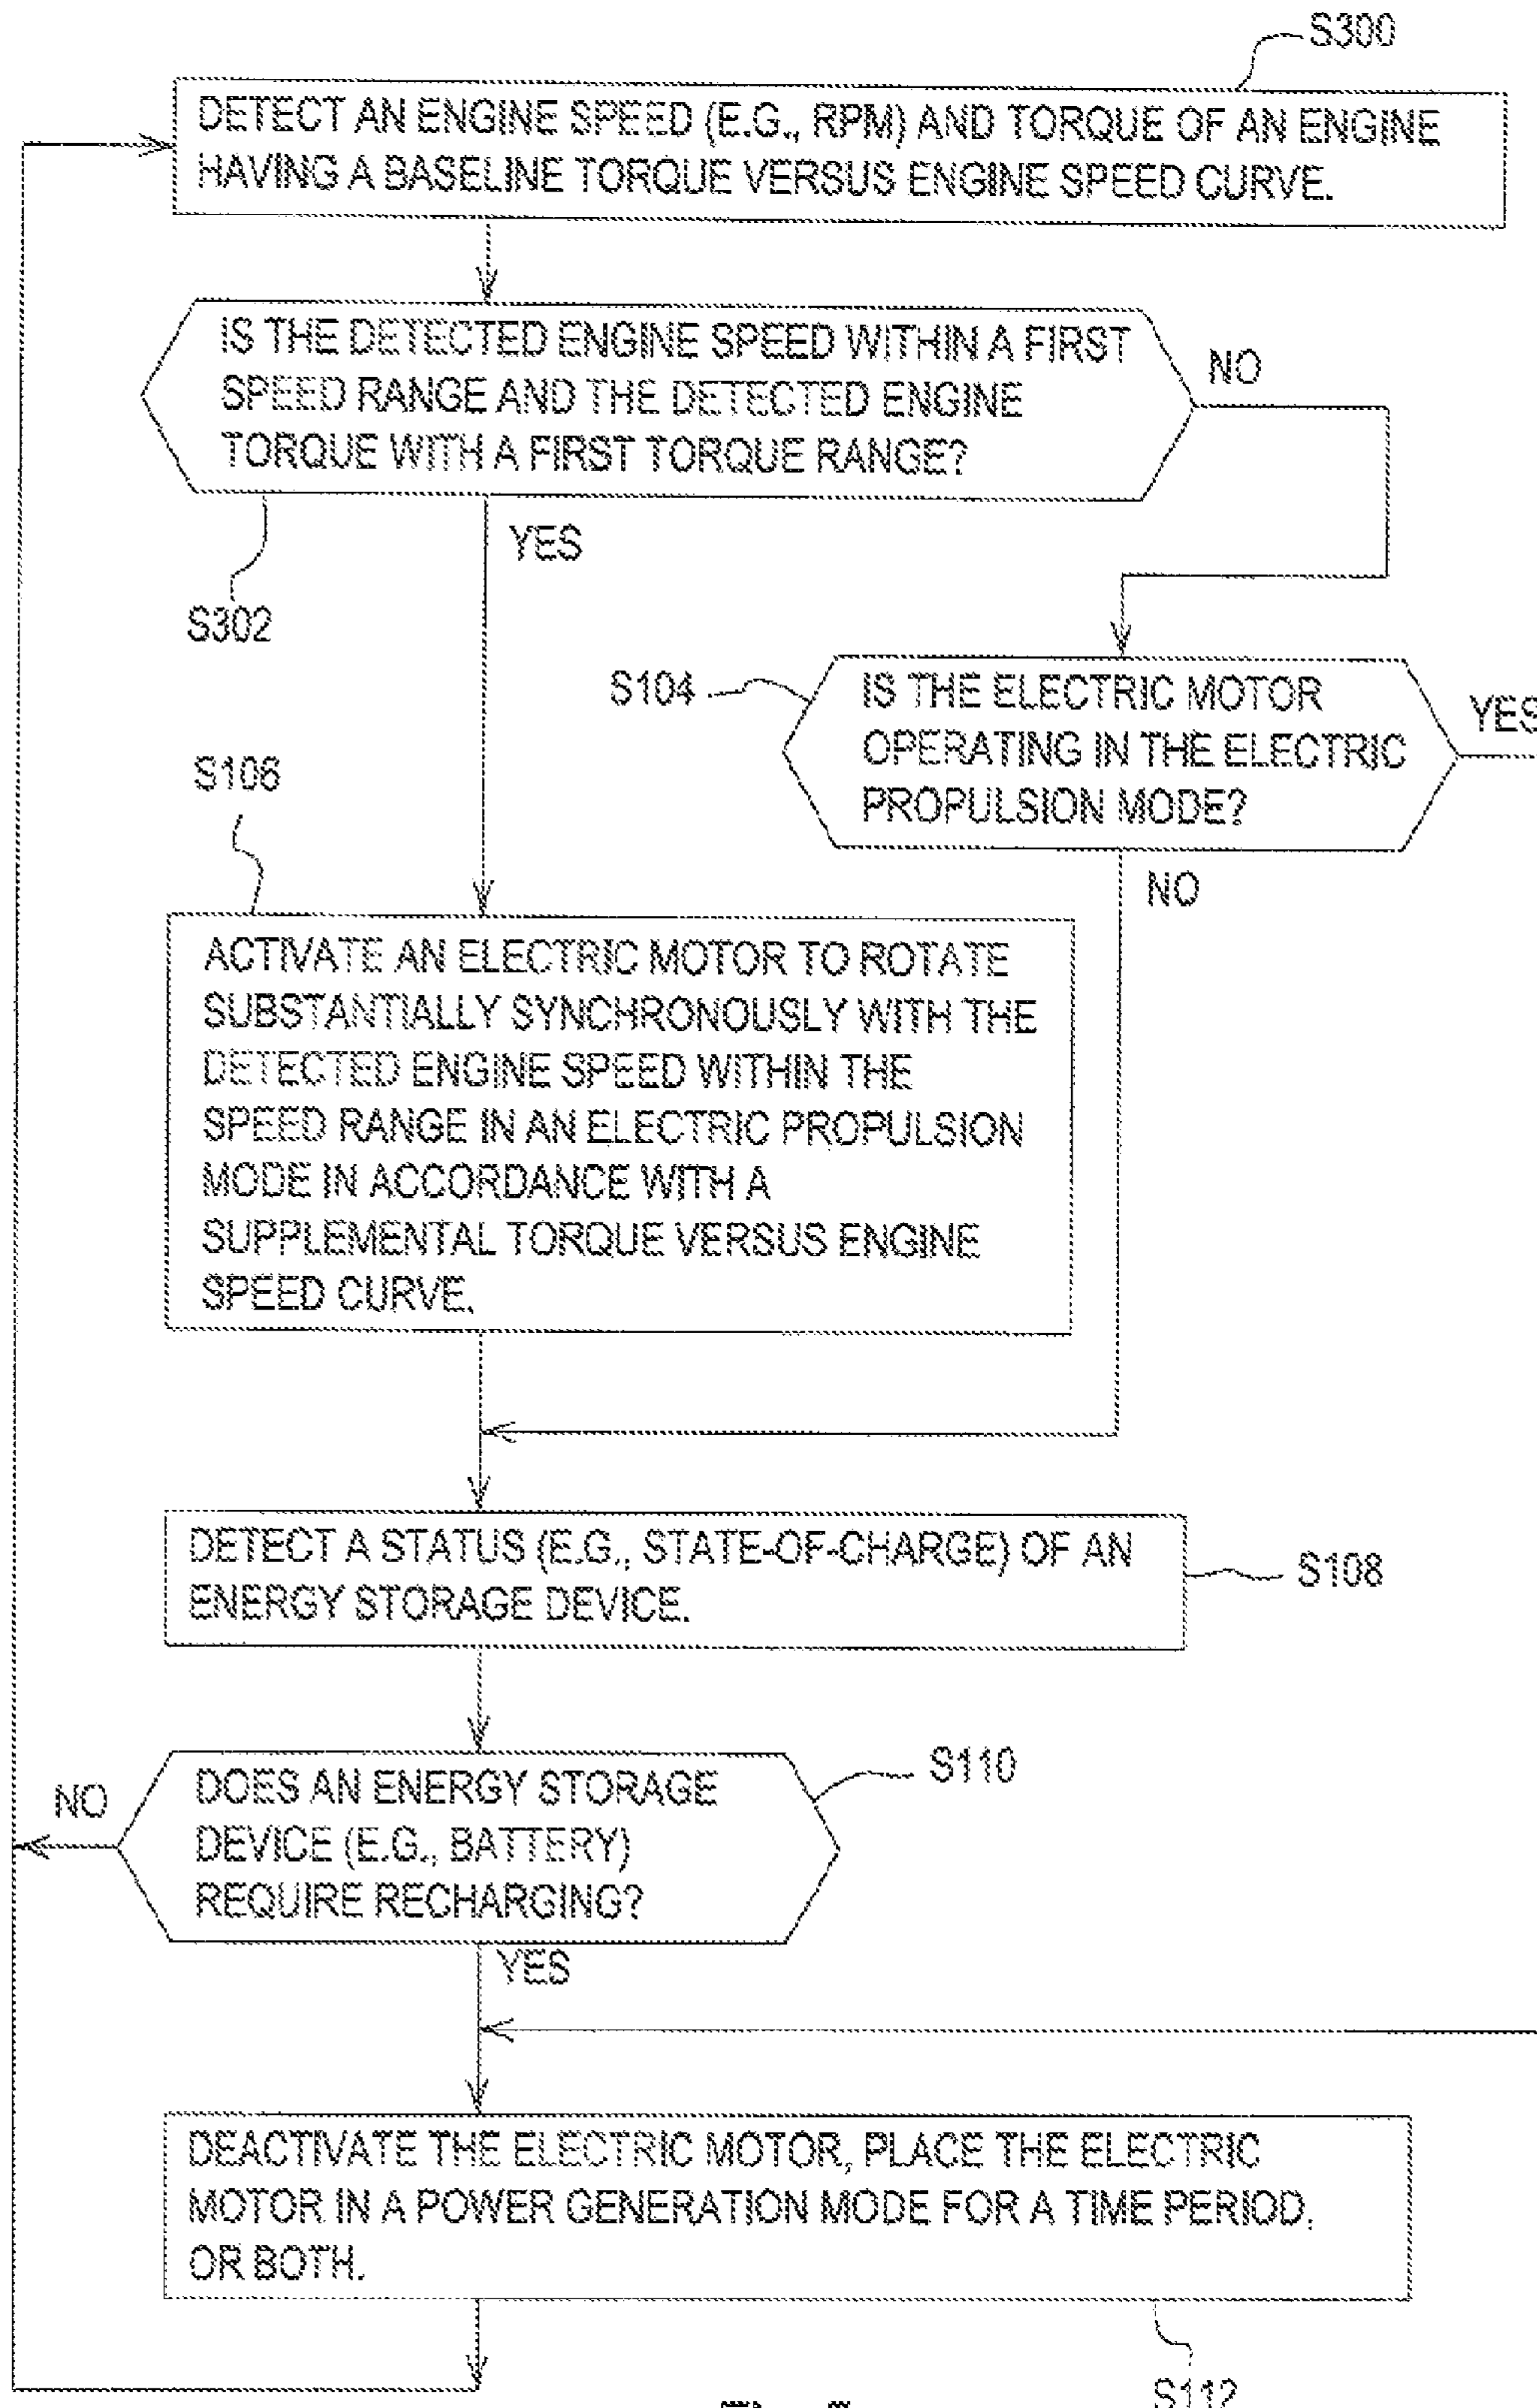 S300
DETECT AN ENGINE SPEED (E.G., RPM) AND TORQUE OF AN ENGINE
HAVING A BASELINE TORQUE VERSUS ENGINE SPEED CURVE.
IS THE DETECTED ENGINE SPEED WITHIN A FIRST
SPEED RANGE AND THE DETECTED ENGINE
TORQUE WITH A FIRST TORQUE RANGE?
NO
YES
S302
S104
IS THE ELECTRIC MOTOR
OPERATING IN THE ELECTRIC
PROPULSION MODE?
YES
NO
S106
ACTIVATE AN ELECTRIC MOTOR TO ROTATE
SUBSTANTIALLY SYNCHRONOUSLY WITH THE
DETECTED ENGINE SPEED WITHIN THE
SPEED RANGE IN AN ELECTRIC PROPULSION
MODE IN ACCORDANCE WITH A
SUPPLEMENTAL TORQUE VERSUS ENGINE
SPEED CURVE.
DETECT A STATUS (E.G., STATE-OF-CHARGE) OF AN
ENERGY STORAGE DEVICE.
S108
NO
DOES AN ENERGY STORAGE
DEVICE (E.G., BATTERY)
REQUIRE RECHARGING?
S110
YES
DEACTIVATE THE ELECTRIC MOTOR, PLACE THE ELECTRIC
MOTOR IN A POWER GENERATION MODE FOR A TIME PERIOD,
OR BOTH.
S112